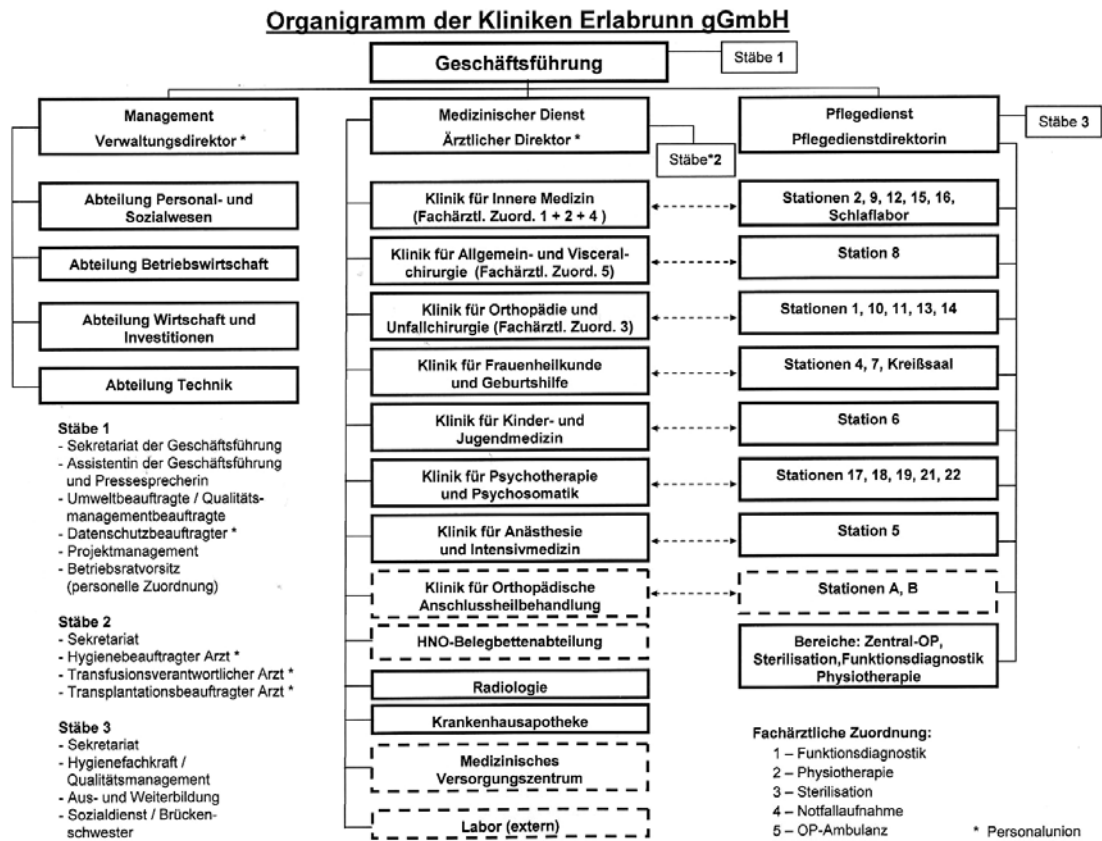 Organigramm der Kliniken Erlabrunn gGmbH
Geschäftsführung
Stäbe 1
Management
Verwaltungsdirektor *
Medizinischer Dienst
Ärztlicher Direktor *
Stäbe*2
Pflegedienst
Pflegedienstdirektorin
Stäbe 3
Abteilung Personal- und
Sozialwesen
Abteilung Betriebswirtschaft
Abteilung Wirtschaft und
Investitionen
Abteilung Technik
Klinik für Innere Medizin
(Fachärztl. Zuord. 1 + 2 + 4 )
Stationen 2, 9, 12, 15, 16,
Schlaflabor
Klinik für Allgemein- und Visceral-
chirurgie (Fachärztl. Zuord. 5)
Station 8
Klinik für Orthopädie und
Unfallchirurgie (Fachärztl. Zuord. 3)
Stationen 1, 10, 11, 13, 14
Klinik für Frauenheilkunde
und Geburtshilfe
Stationen 4, 7, Kreißsaal
Klinik für Kinder- und
Jugendmedizin
Station 6
Klinik für Psychotherapie
und Psychosomatik
Stationen 17, 18, 19, 21, 22
Klinik für Anästhesie
und Intensivmedizin
Station 5
Klinik für Orthopädische
Anschlussheilbehandlung
Stationen A, B
HNO-Belegbettenabteilung
Bereiche: Zentral-OP,
Sterilisation,Funktionsdiagnostik
Physiotherapie
Radiologie
Krankenhausapotheke
Medizinisches
Versorgungszentrum
Labor (extern)
Stäbe 1
- Sekretariat der Geschäftsführung
- Assistentin der Geschäftsführung
und Pressesprecherin
- Umweltbeauftragte / Qualitäts-
managementbeauftragte
- Datenschutzbeauftragter *
- Projektmanagement
- Betriebsratvorsitz
(personelle Zuordnung)
Stäbe 2
- Sekretariat
- Hygienebeauftragter Arzt *
- Transfusionsverantwortlicher Arzt *
- Transplantationsbeauftragter Arzt *
Stäbe 3
- Sekretariat
- Hygienefachkraft /
Qualitätsmanagement
- Aus- und Weiterbildung
- Sozialdienst / Brücken-
schwester
Fachärztliche Zuordnung:
1 – Funktionsdiagnostik
2 – Physiotherapie
3 – Sterilisation
4 – Notfallaufnahme
5 – OP-Ambulanz
* Personalunion